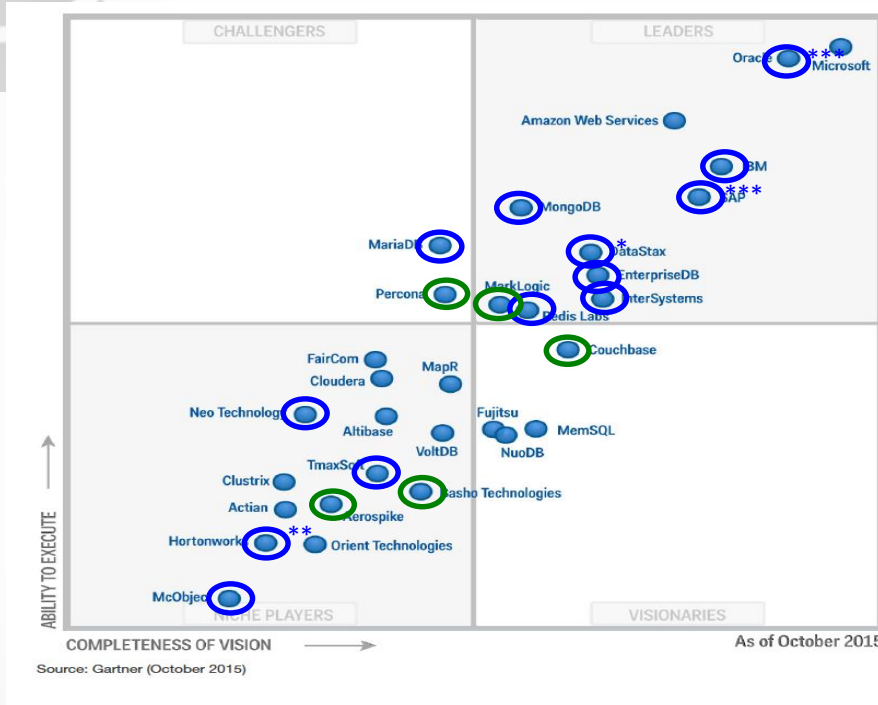 CHALLENGERS
LEADERS
Oracle
***
Microsoft
Amazon Web Services
IBM
***
SAP
MongoDB
MariaDB
*
DataStax
EnterpriseDB
Percona
MarkLogic
InterSystems
Redis Labs
Couchbase
FairCom
MapR
Cloudera
Neo Technology
Fujitsu
Altibase
MemSQL
VoltDB
NuoDB
TmaxSoft
Clustrix
Basho Technologies
Actian
Aerospike
**
Hortonworks
Orient Technologies
McObject
NICHE PLAYERS
VISIONARIES
ABILITY TO EXECUTE
COMPLETENESS OF VISION
As of October 2015
Source: Gartner (October 2015)